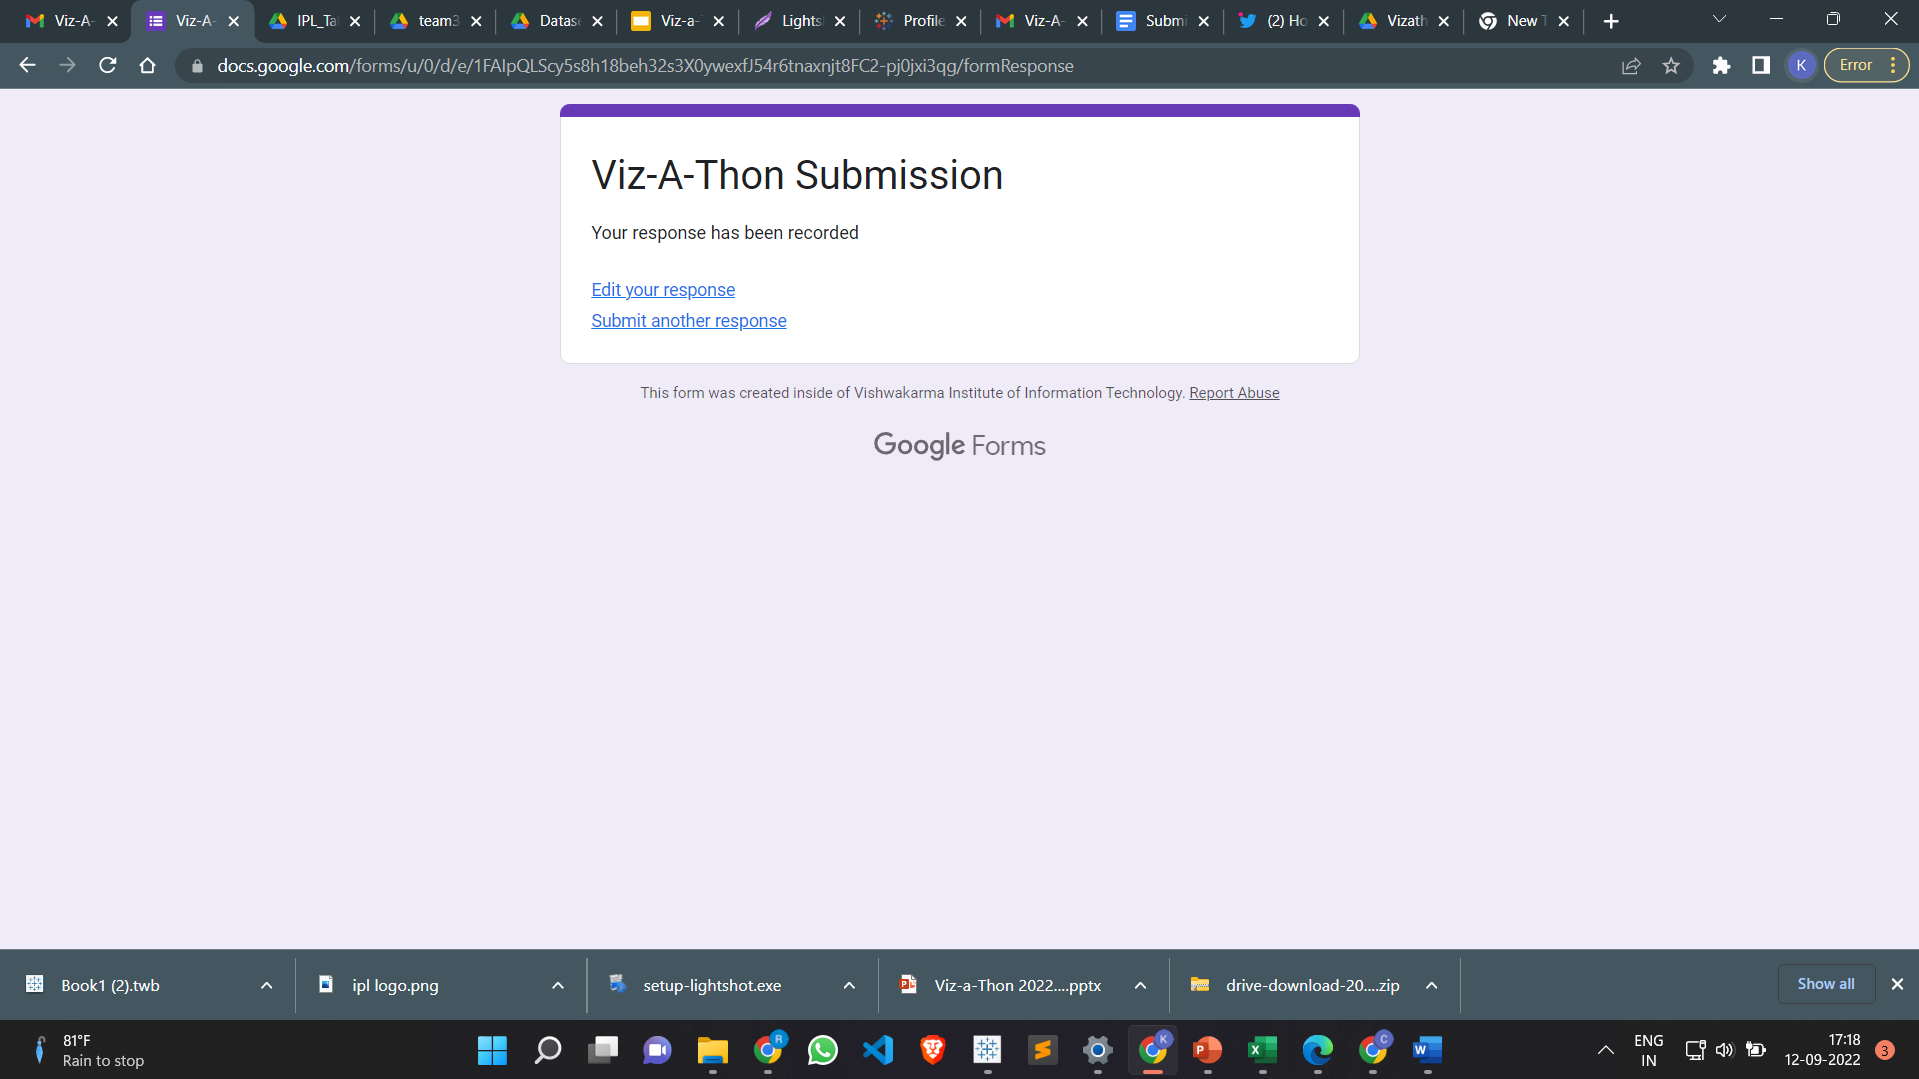 Viz-A-
Viz-A-
IPL_Tal
team3
Datase
Viz-a-
Lightsh
Profile
Viz-A-
Submi
(2) Ho
Vizath
New T
docs.google.com/forms/u/0/d/e/1FAIpQLScy5s8h18beh32s3X0ywexfJ54r6tnaxnjt8FC2-pj0jxi3qg/formResponse
K
Error
Viz-A-Thon Submission
Your response has been recorded
Edit your response
Submit another response
This form was created inside of Vishwakarma Institute of Information Technology. Report Abuse
Google Forms
Book1 (2).twb
ipl logo.png
setup-lightshot.exe
Viz-a-Thon 2022....pptx
drive-download-20....zip
Show all
81°F
Rain to stop
R
K
C
ENG
IN
17:18
12-09-2022
3